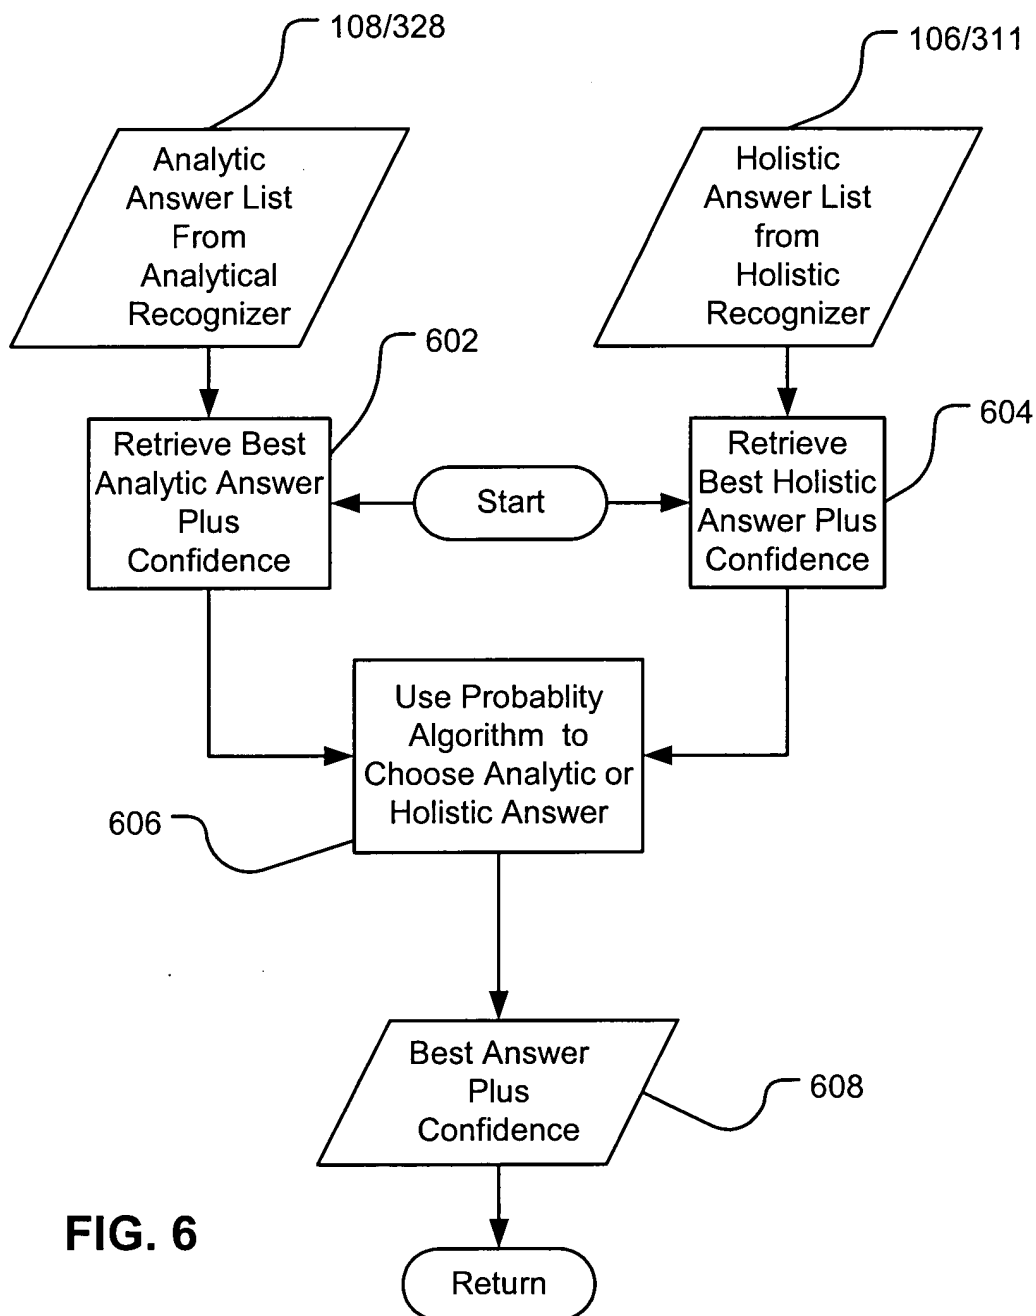 108/328
106/311
Analytic
Answer List
From
Analytical
Recognizer
Holistic
Answer List
from
Holistic
Recognizer
602
604
Retrieve Best
Analytic Answer
Plus
Confidence
Start
Retrieve
Best Holistic
Answer Plus
Confidence
Use Probablity
Algorithm to
Choose Analytic or
Holistic Answer
606
Best Answer
Plus
Confidence
608
FIG. 6
Return